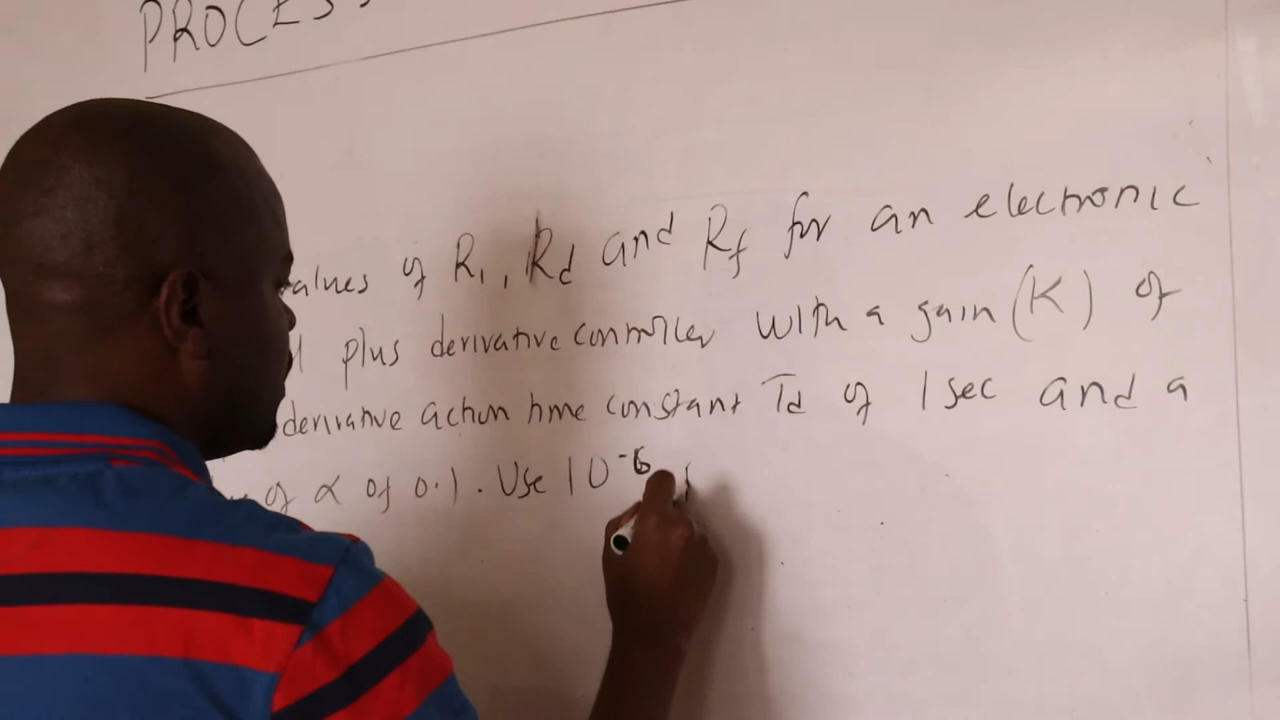 PROCESS
values of R1, Rd and Rf for an electronic
plus derivative controller with a gain (K) of
derivative action time constant Td of 1 sec and a
of α of 0.1. Use 10^-6